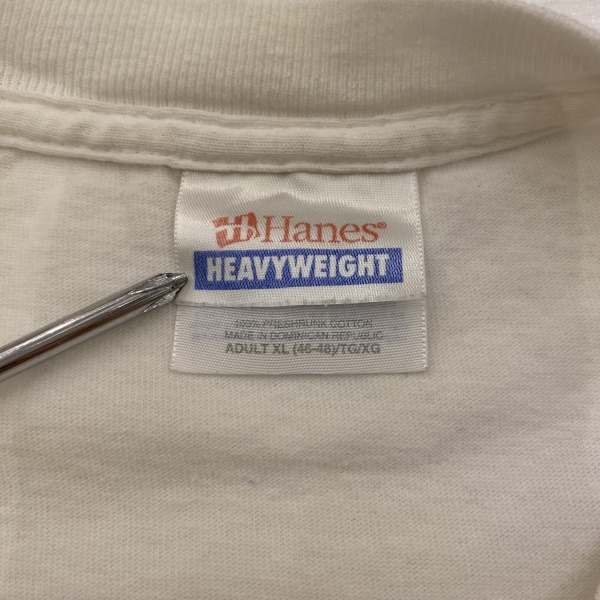 Hanes®
HEAVYWEIGHT
100% PRESHRUNK COTTON
MADE IN DOMINICAN REPUBLIC
ADULT XL (46-48)/TG/XG